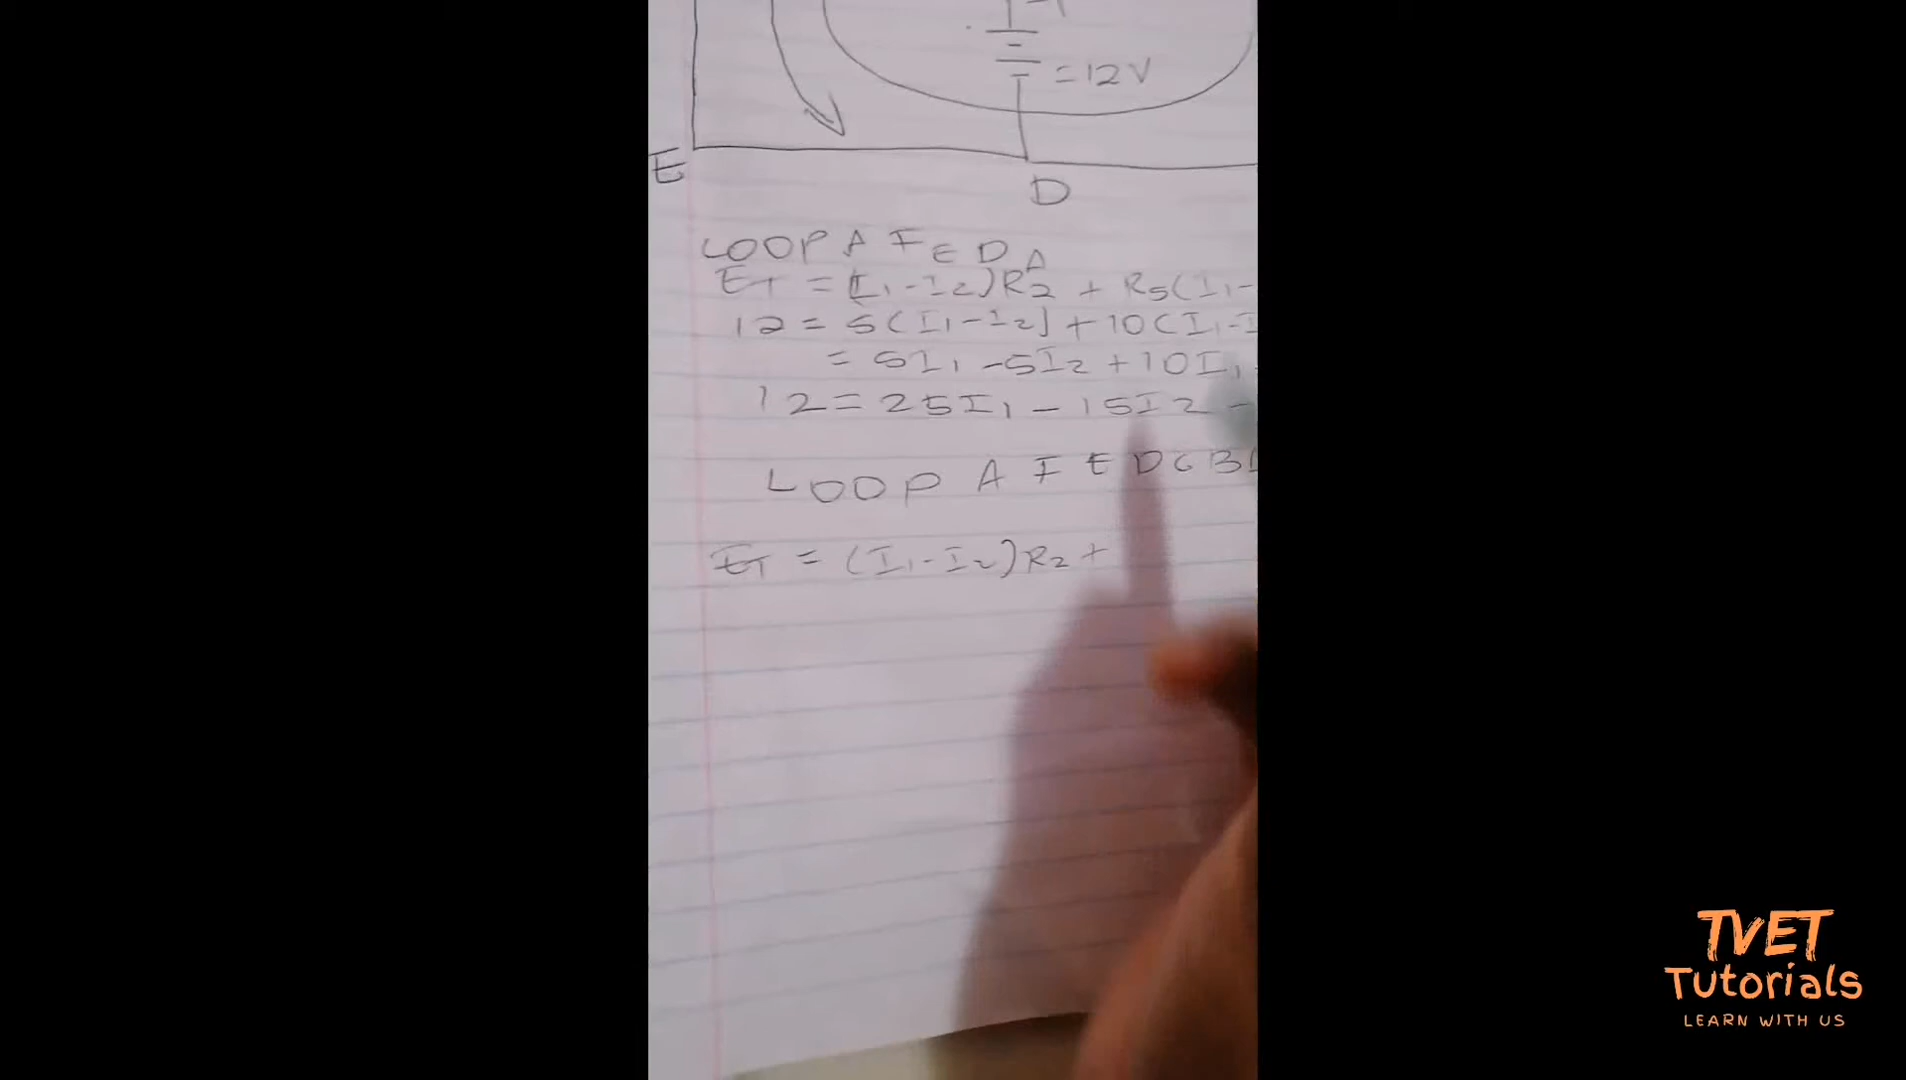 = 12V
E
D
LOOP A F E D A
ET = (I1 - I2)R2 + R5(I1 -
12 = 5(I1 - I2) + 10(I1 - I
= 5I1 - 5I2 + 10I1
12 = 25I1 - 15I2 -
LOOP A F E D C B
ET = (I1 - I2)R2 +
TVET
Tutorials
LEARN WITH US